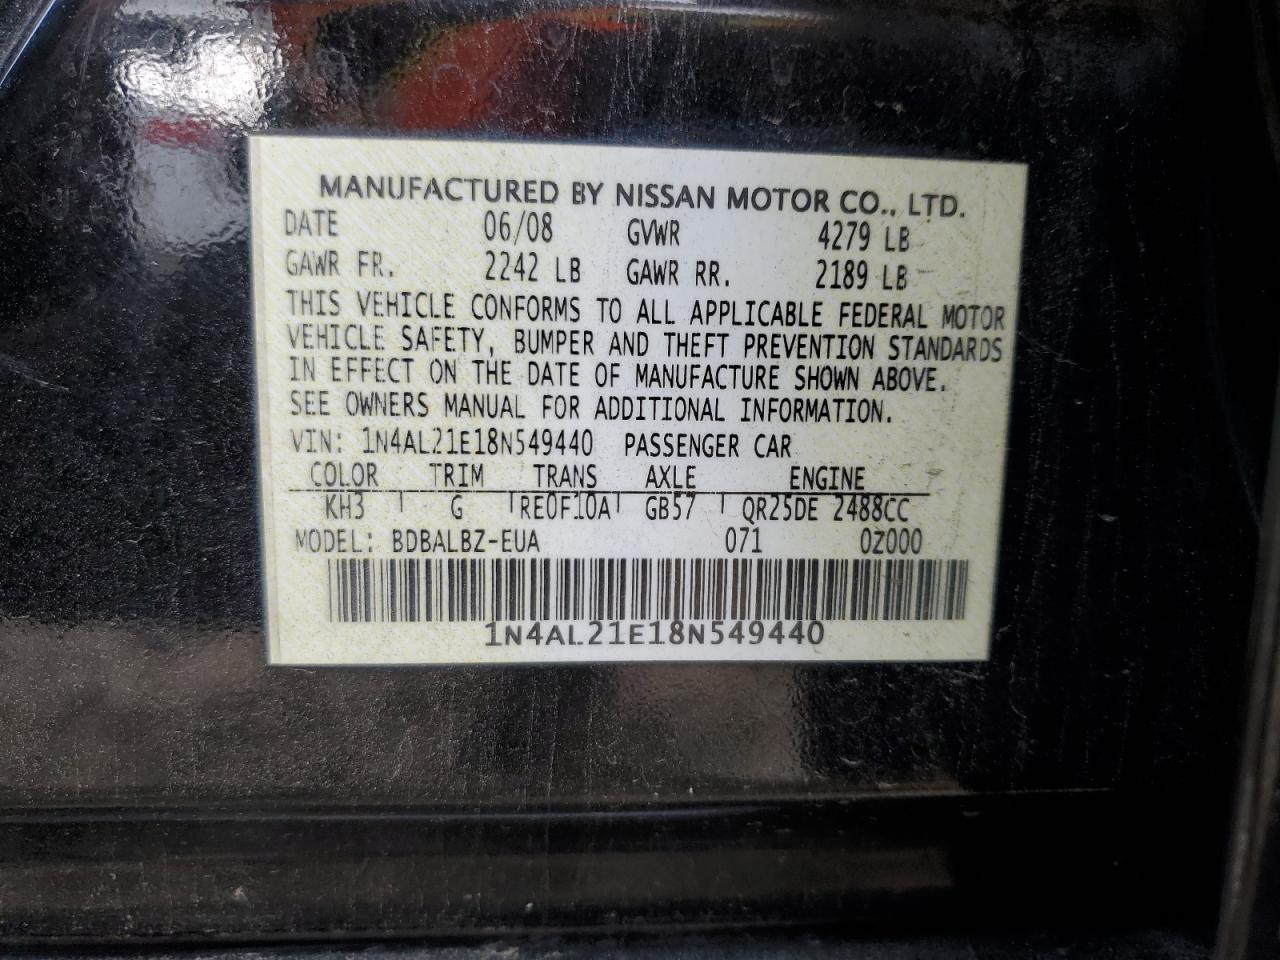 MANUFACTURED BY NISSAN MOTOR CO., LTD.
DATE 06/08 GVWR 4279 LB
GAWR FR. 2242 LB GAWR RR. 2189 LB
THIS VEHICLE CONFORMS TO ALL APPLICABLE FEDERAL MOTOR
VEHICLE SAFETY, BUMPER AND THEFT PREVENTION STANDARDS
IN EFFECT ON THE DATE OF MANUFACTURE SHOWN ABOVE.
SEE OWNERS MANUAL FOR ADDITIONAL INFORMATION.
VIN: 1N4AL21E18N549440 PASSENGER CAR
COLOR TRIM TRANS AXLE ENGINE
KH3 G RE0F10A GB57 QR25DE 2488CC
MODEL: BDBALBZ-EUA 071 0Z000
1N4AL21E18N549440